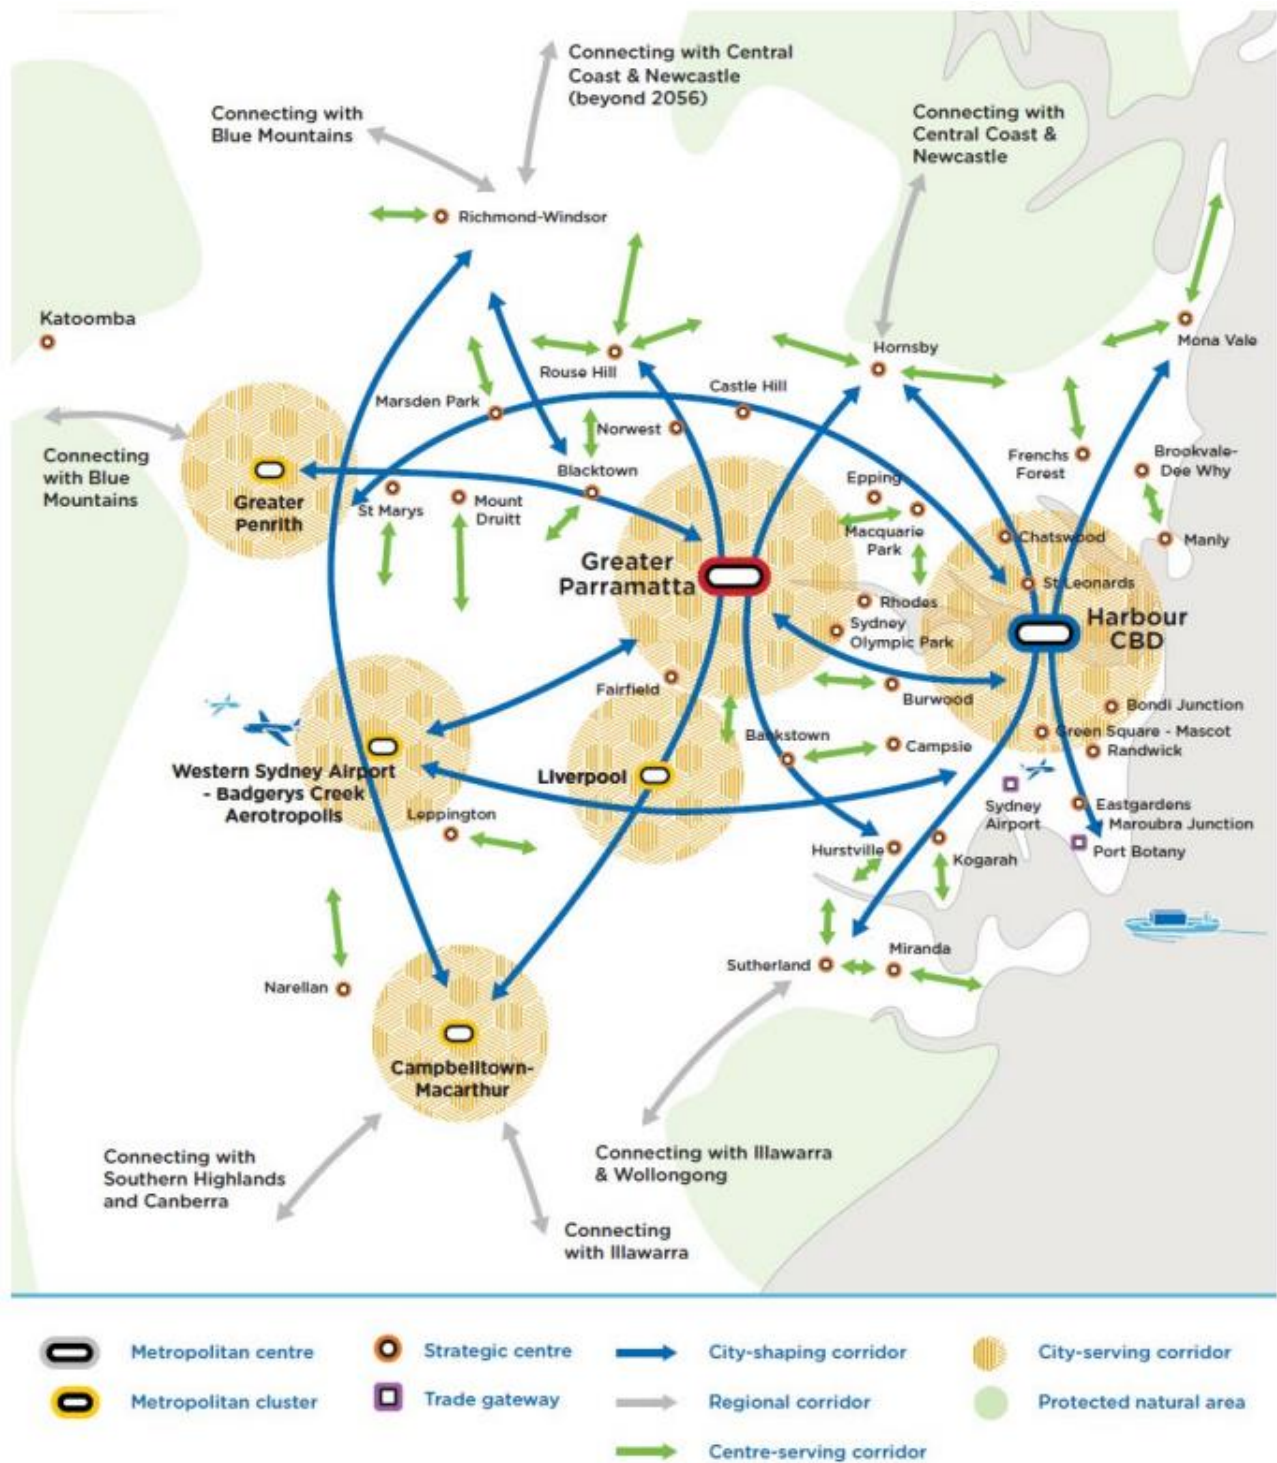 Connecting with Central
Coast & Newcastle
(beyond 2056)
Connecting with
Blue Mountains
Connecting with
Central Coast &
Newcastle
Richmond-Windsor
Katoomba
Mona Vale
Hornsby
Rouse Hill
Castle Hill
Marsden Park
Norwest
Connecting
with Blue
Mountains
Frenchs
Forest
Brookvale-
Dee Why
Blacktown
Epping
Greater
Penrith
St Marys
Mount
Druitt
Macquarie
Park
Chatswood
Manly
Greater
Parramatta
St Leonards
Rhodes
Harbour
CBD
Sydney
Olympic Park
Fairfield
Burwood
Bondi Junction
Bankstown
Campsie
Green Square - Mascot
Randwick
Western Sydney Airport
- Badgerys Creek
Aerotropolis
Liverpool
Leppington
Sydney
Airport
Eastgardens
Maroubra Junction
Port Botany
Hurstville
Kogarah
Narellan
Sutherland
Miranda
Campbelltown-
Macarthur
Connecting with
Southern Highlands
and Canberra
Connecting with Illawarra
& Wollongong
Connecting
with Illawarra
Metropolitan centre
Strategic centre
City-shaping corridor
City-serving corridor
Metropolitan cluster
Trade gateway
Regional corridor
Protected natural area
Centre-serving corridor